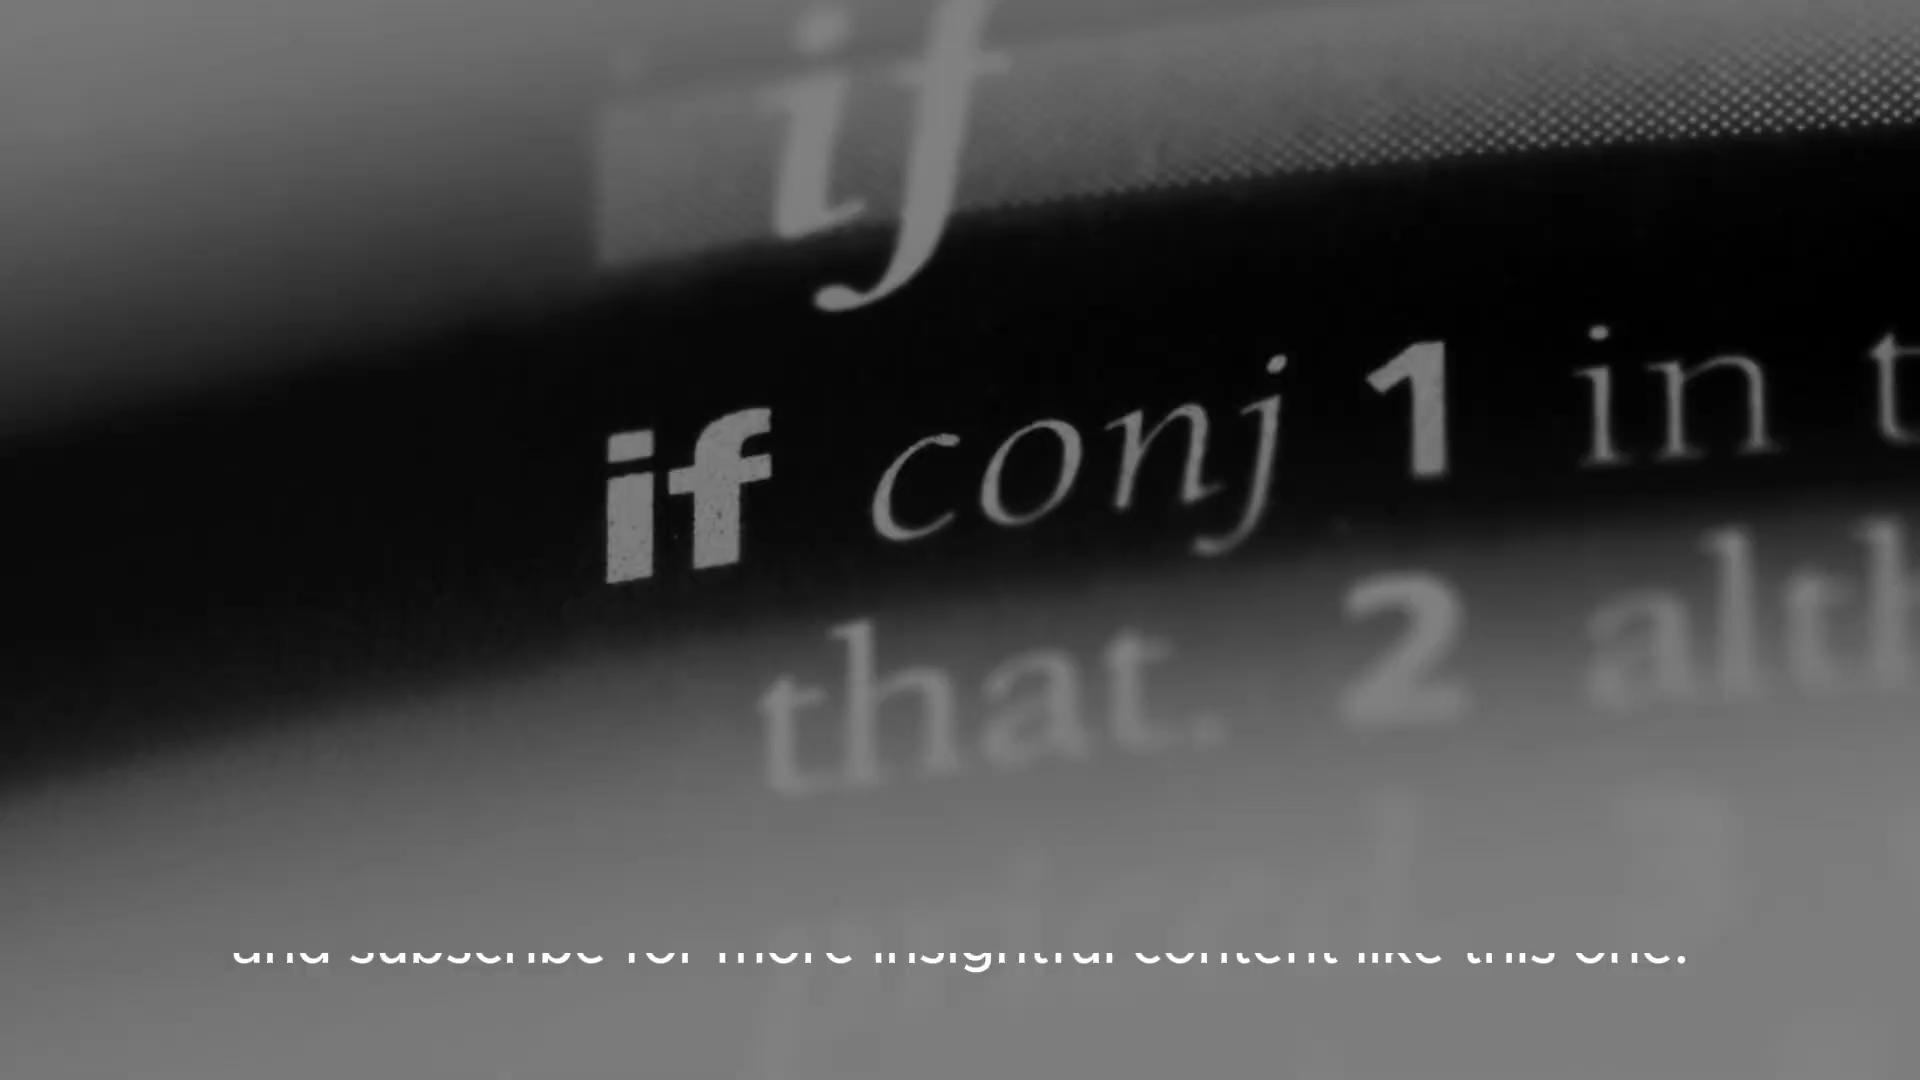 if
if conj 1 in t
that. 2 alth
and subscribe for more insightful content like this one.